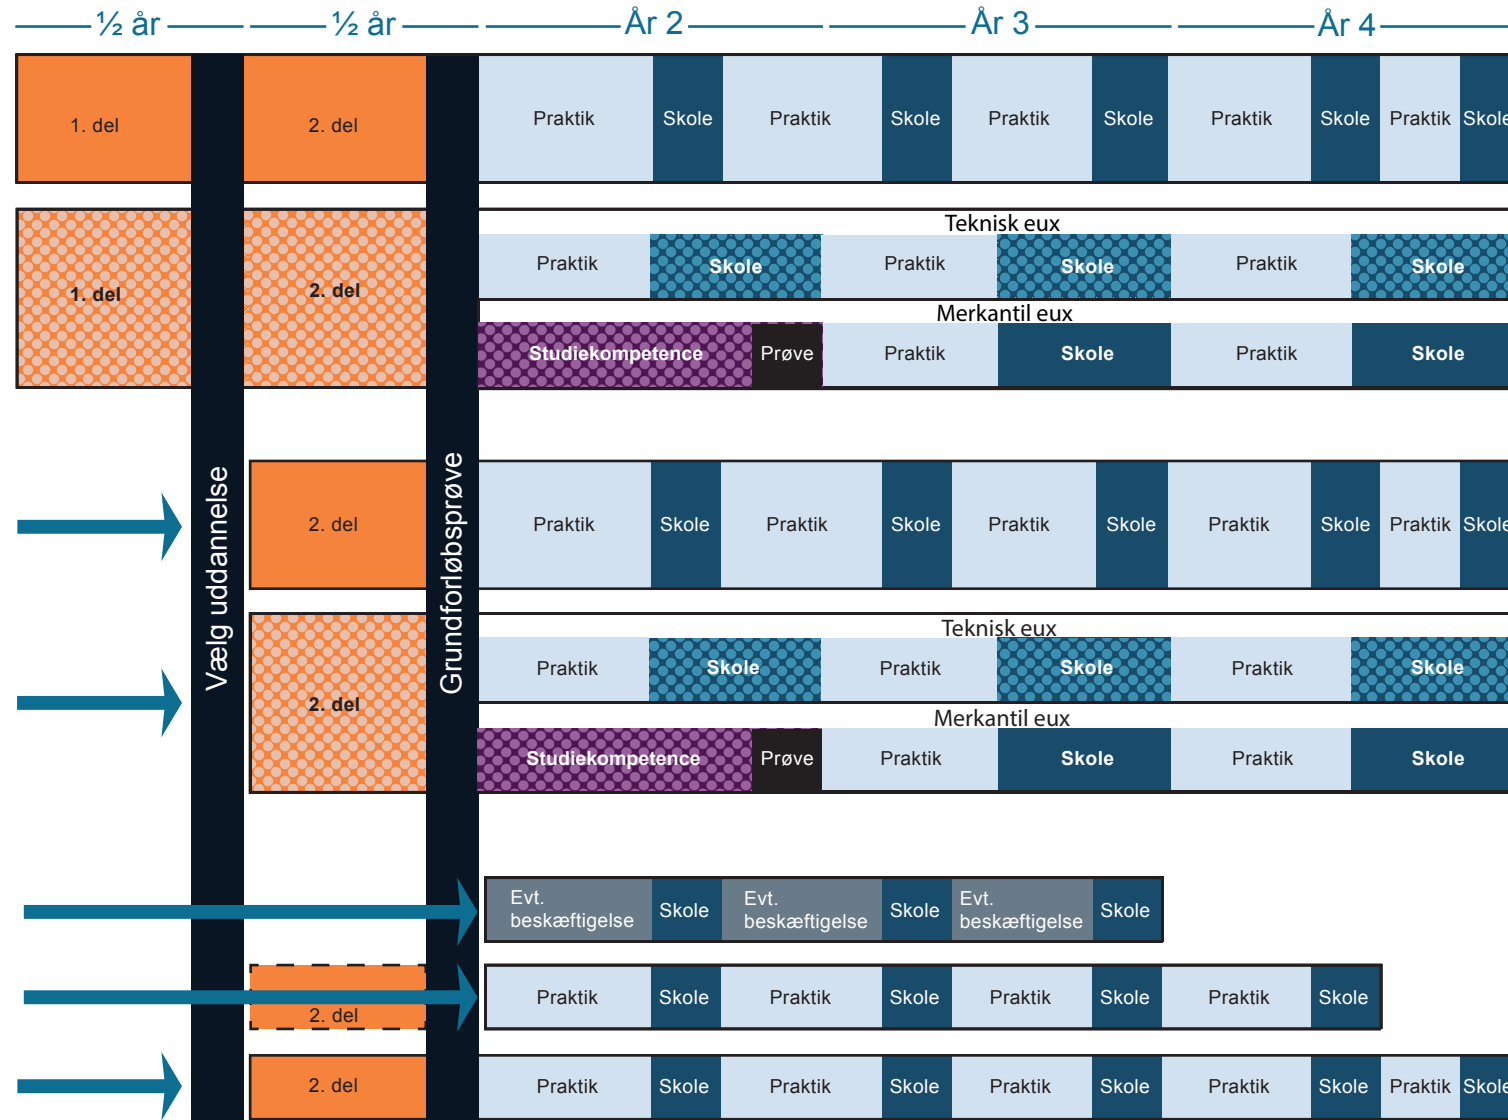 ½ år ½ år År 2 År 3 År 4
1. del 2. del Praktik Skole Praktik Skole Praktik Skole Praktik Skole Praktik Skole
Teknisk eux
1. del 2. del Praktik Skole Praktik Skole Praktik Skole
Merkantil eux
Studiekompetence Prøve Praktik Skole Praktik Skole
Vælg uddannelse
Grundforløbsprøve
2. del Praktik Skole Praktik Skole Praktik Skole Praktik Skole Praktik Skole
Teknisk eux
2. del Praktik Skole Praktik Skole Praktik Skole
Merkantil eux
Studiekompetence Prøve Praktik Skole Praktik Skole
Evt.
beskæftigelse Skole Evt.
beskæftigelse Skole Evt.
beskæftigelse Skole
2. del Praktik Skole Praktik Skole Praktik Skole Praktik Skole
2. del Praktik Skole Praktik Skole Praktik Skole Praktik Skole Praktik Skole